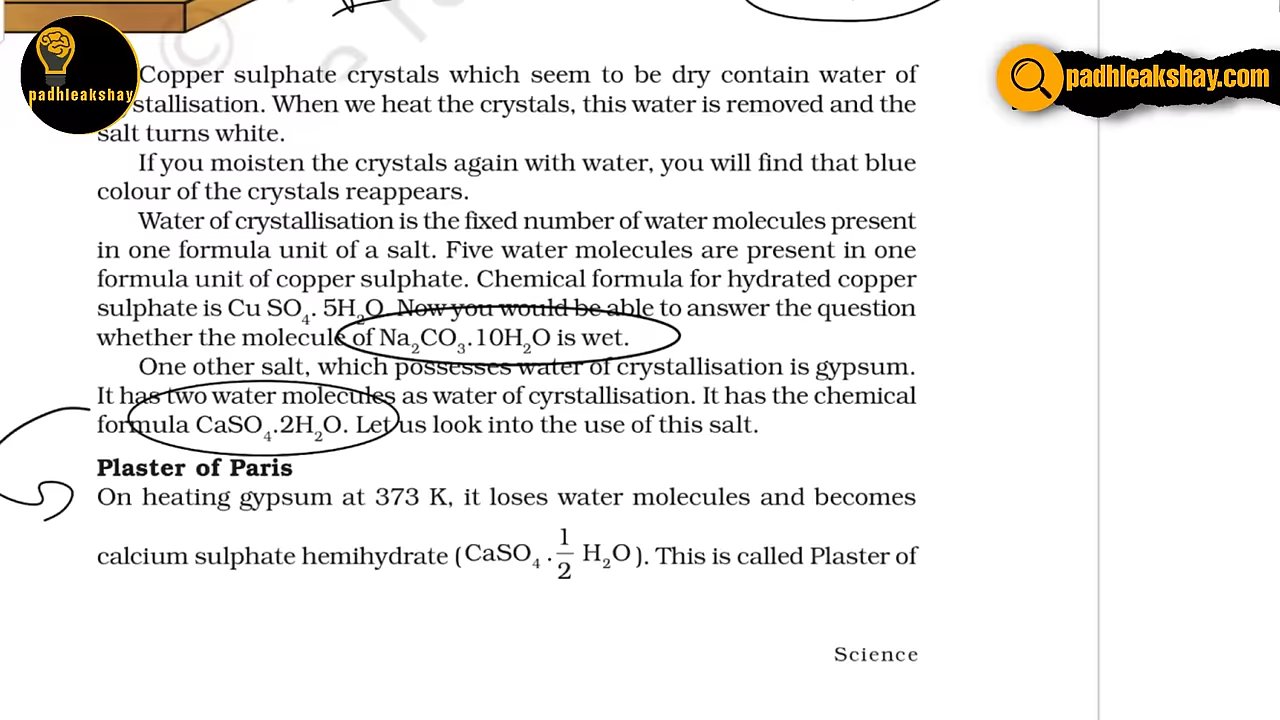 padhleakshay
padhleakshay.com
Copper sulphate crystals which seem to be dry contain water of
stallisation. When we heat the crystals, this water is removed and the
salt turns white.
If you moisten the crystals again with water, you will find that blue
colour of the crystals reappears.
Water of crystallisation is the fixed number of water molecules present
in one formula unit of a salt. Five water molecules are present in one
formula unit of copper sulphate. Chemical formula for hydrated copper
sulphate is Cu SO₄. 5H₂O. Now you would be able to answer the question
whether the molecule of Na₂CO₃.10H₂O is wet.
One other salt, which possesses water of crystallisation is gypsum.
It has two water molecules as water of cyrstallisation. It has the chemical
formula CaSO₄.2H₂O. Let us look into the use of this salt.
Plaster of Paris
On heating gypsum at 373 K, it loses water molecules and becomes
calcium sulphate hemihydrate (CaSO₄ . 1/2 H₂O). This is called Plaster of
Science